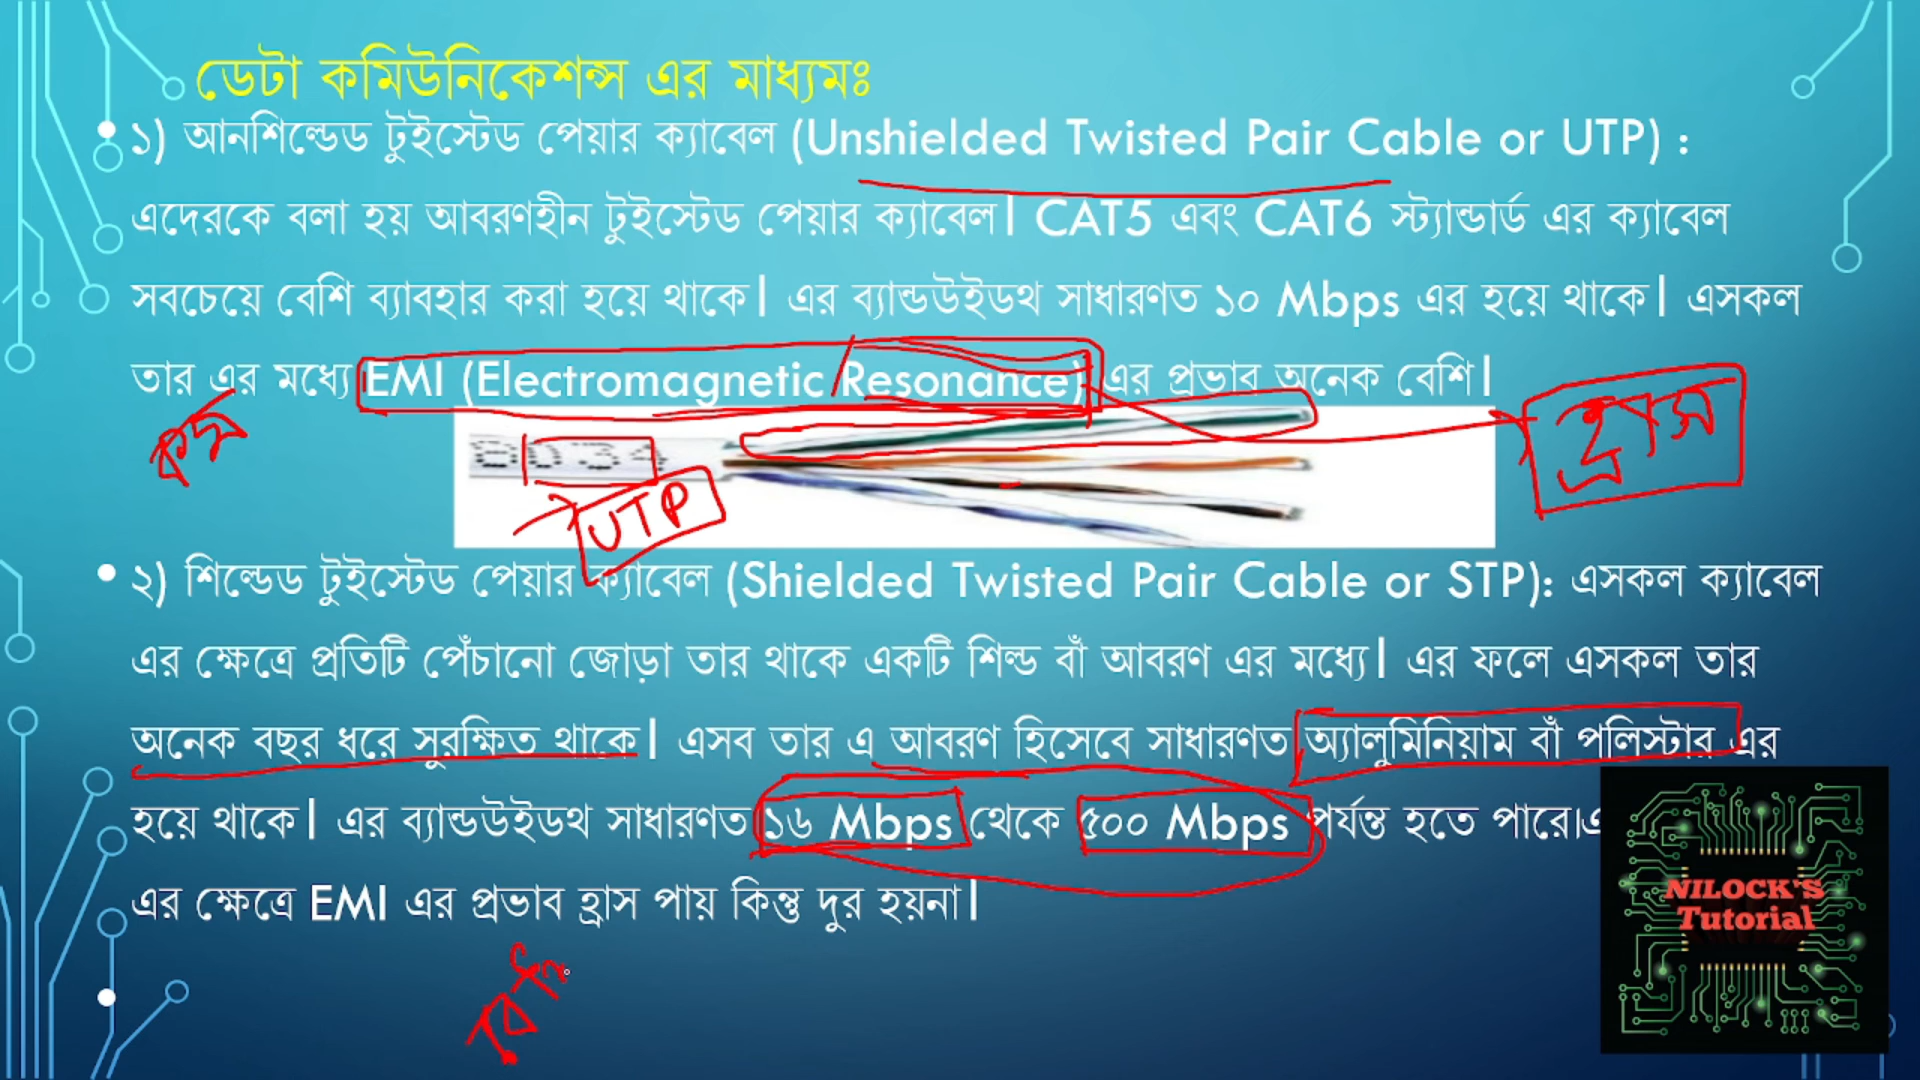 ডেটা কমিউনিকেশন্স এর মাধ্যমঃ
১) আনশিল্ডেড টুইস্টেড পেয়ার ক্যাবেল (Unshielded Twisted Pair Cable or UTP) :
এদেরকে বলা হয় আবরণহীন টুইস্টেড পেয়ার ক্যাবেল। CAT5 এবং CAT6 স্ট্যান্ডার্ড এর ক্যাবেল
সবচেয়ে বেশি ব্যাবহার করা হয়ে থাকে। এর ব্যান্ডউইডথ সাধারণত ১০ Mbps এর হয়ে থাকে। এসকল
তার এর মধ্যে EMI (Electromagnetic Resonance) এর প্রভাব অনেক বেশি।
হ্রাস
UTP
২) শিল্ডেড টুইস্টেড পেয়ার ক্যাবেল (Shielded Twisted Pair Cable or STP): এসকল ক্যাবেল
এর ক্ষেত্রে প্রতিটি পেঁচানো জোড়া তার থাকে একটি শিল্ড বাঁ আবরণ এর মধ্যে। এর ফলে এসকল তার
অনেক বছর ধরে সুরক্ষিত থাকে। এসব তার এ আবরণ হিসেবে সাধারণত অ্যালুমিনিয়াম বাঁ পলিস্টার এর
হয়ে থাকে। এর ব্যান্ডউইডথ সাধারণত ১৬ Mbps থেকে ৫০০ Mbps পর্যন্ত হতে পারে।
এর ক্ষেত্রে EMI এর প্রভাব হ্রাস পায় কিন্তু দুর হয়না।
NILOCK'S
Tutorial